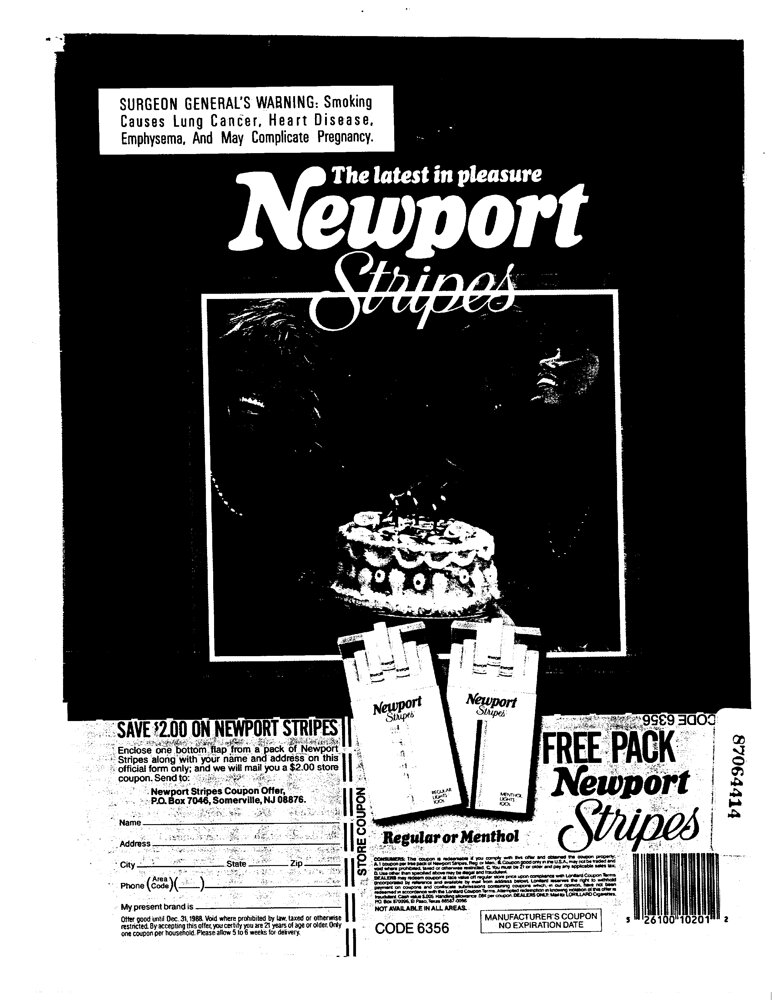 SURGEON GENERAL'S WARNING: Smoking
Causes Lung Cancer, Heart Disease,
Emphysema, And May Complicate Pregnancy.
The latest in pleasure
Newport
Stripes
Newport
Stripes
REGULAR
LIGHTS
100's
Newport
Stripes
MENTHOL
LIGHTS
100's
SAVE $2.00 ON NEWPORT STRIPES
Enclose one bottom flap from a pack of Newport
Stripes along with your name and address on this
official form only; and we will mail you a $2.00 store
coupon. Send to:
Newport Stripes Coupon Offer,
P.O. Box 7046, Somerville, NJ 08876.
Name
Address
City State Zip
Phone (Area Code)( )
My present brand is
Offer good until Dec. 31, 1988. Void where prohibited by law, taxed or otherwise
restricted. By accepting this offer, you certify you are 21 years of age or older. Only
one coupon per household. Please allow 5 to 6 weeks for delivery.
STORE COUPON
Regular or Menthol
CODE 6356
FREE PACK
Newport
Stripes
NOT AVAILABLE IN ALL AREAS.
CODE 6356
MANUFACTURER'S COUPON
NO EXPIRATION DATE
5 26100 10201 2
87064414